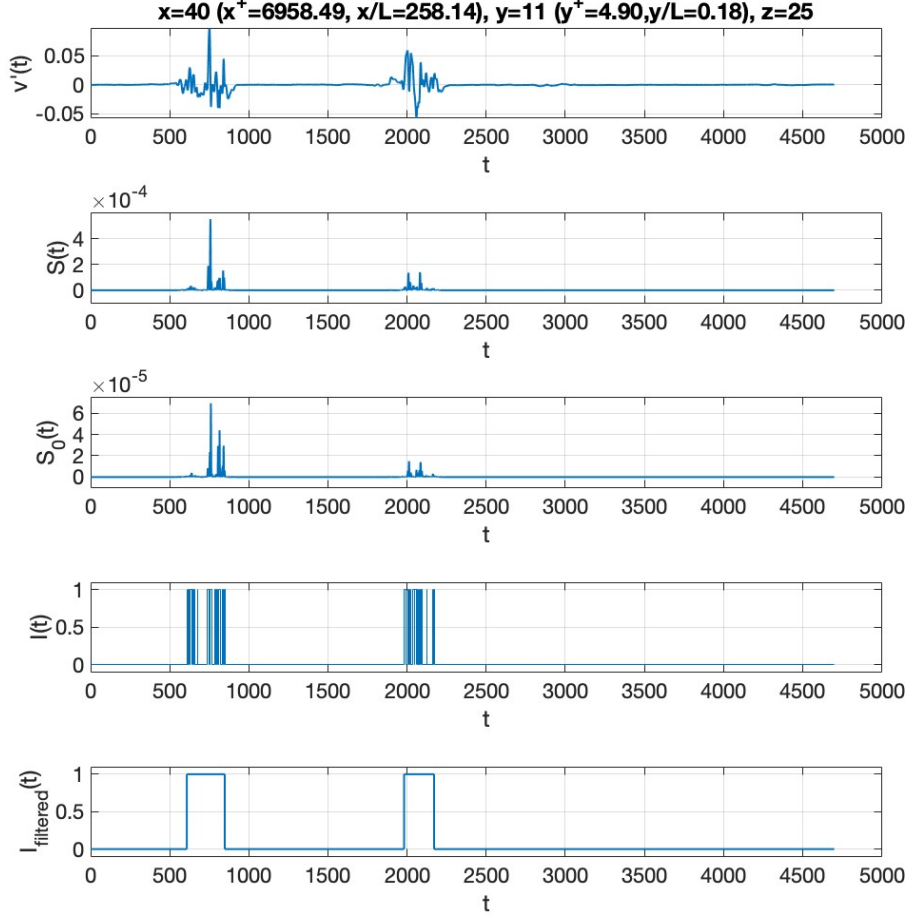 x=40 (x⁺=6958.49, x/L=258.14), y=11 (y⁺=4.90,y/L=0.18), z=25
v'(t)
0.05
0
-0.05
0 500 1000 1500 2000 2500 3000 3500 4000 4500 5000
t
×10⁻⁴
S(t)
4
2
0
0 500 1000 1500 2000 2500 3000 3500 4000 4500 5000
t
×10⁻⁵
S₀(t)
6
4
2
0
0 500 1000 1500 2000 2500 3000 3500 4000 4500 5000
t
I(t)
1
0.5
0
0 500 1000 1500 2000 2500 3000 3500 4000 4500 5000
t
I_filtered(t)
1
0.5
0
0 500 1000 1500 2000 2500 3000 3500 4000 4500 5000
t